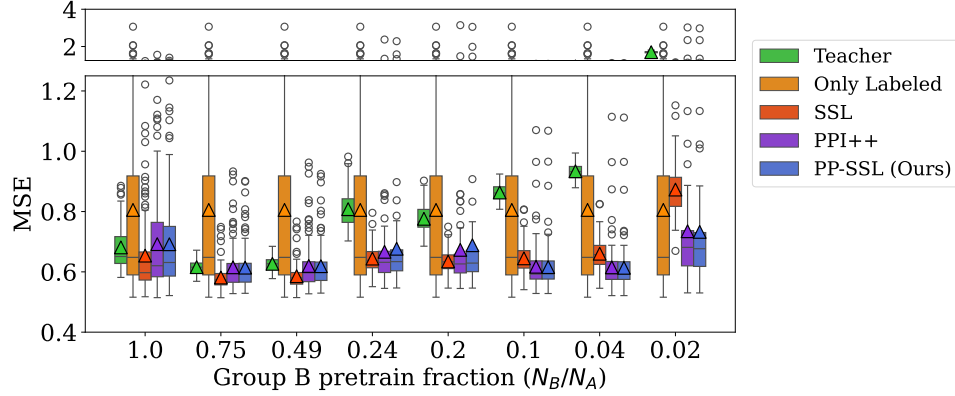 4
2
1.2
1.0
0.8
0.6
0.4
MSE
1.0 0.75 0.49 0.24 0.2 0.1 0.04 0.02
Group B pretrain fraction (N_B/N_A)
Teacher
Only Labeled
SSL
PPI++
PP-SSL (Ours)